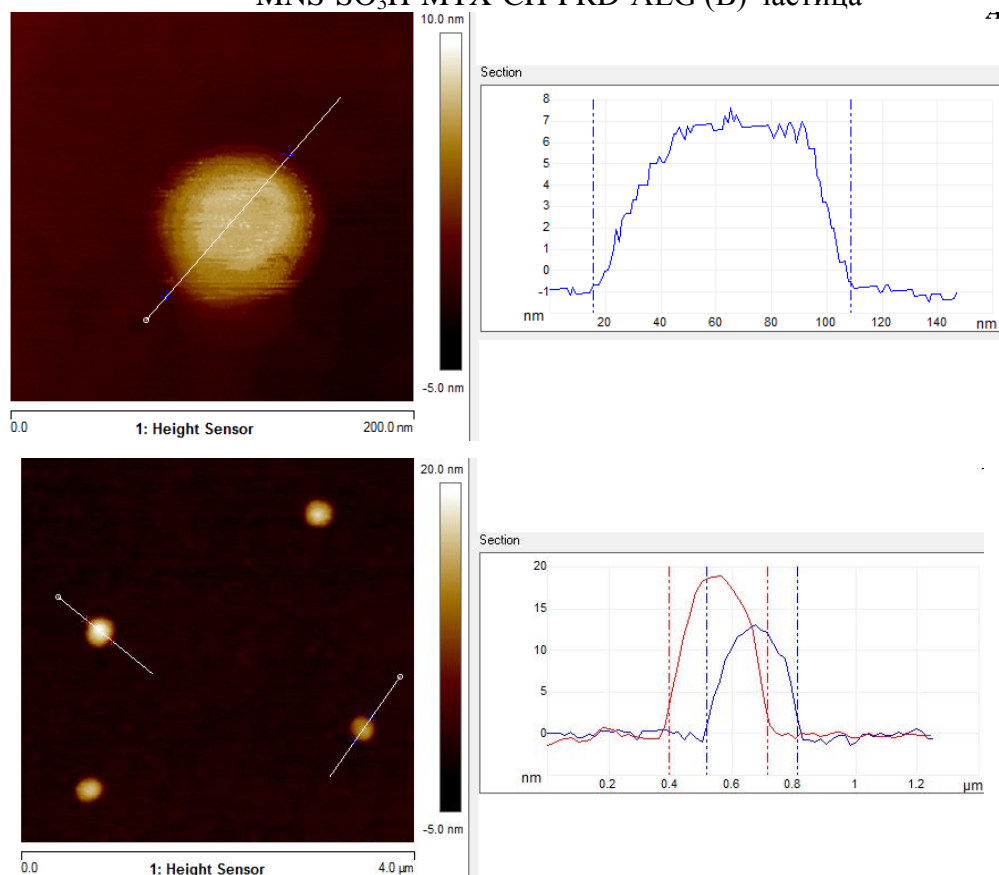 MNS-SO₃H-MTX-CH-PRD-ALG (B) частица
10.0 nm
-5.0 nm
0.0 1: Height Sensor 200.0 nm
Section
8
7
6
5
4
3
2
1
0
-1
nm 20 40 60 80 100 120 140 nm
20.0 nm
-5.0 nm
0.0 1: Height Sensor 4.0 µm
Section
20
15
10
5
0
nm 0.2 0.4 0.6 0.8 1 1.2 µm